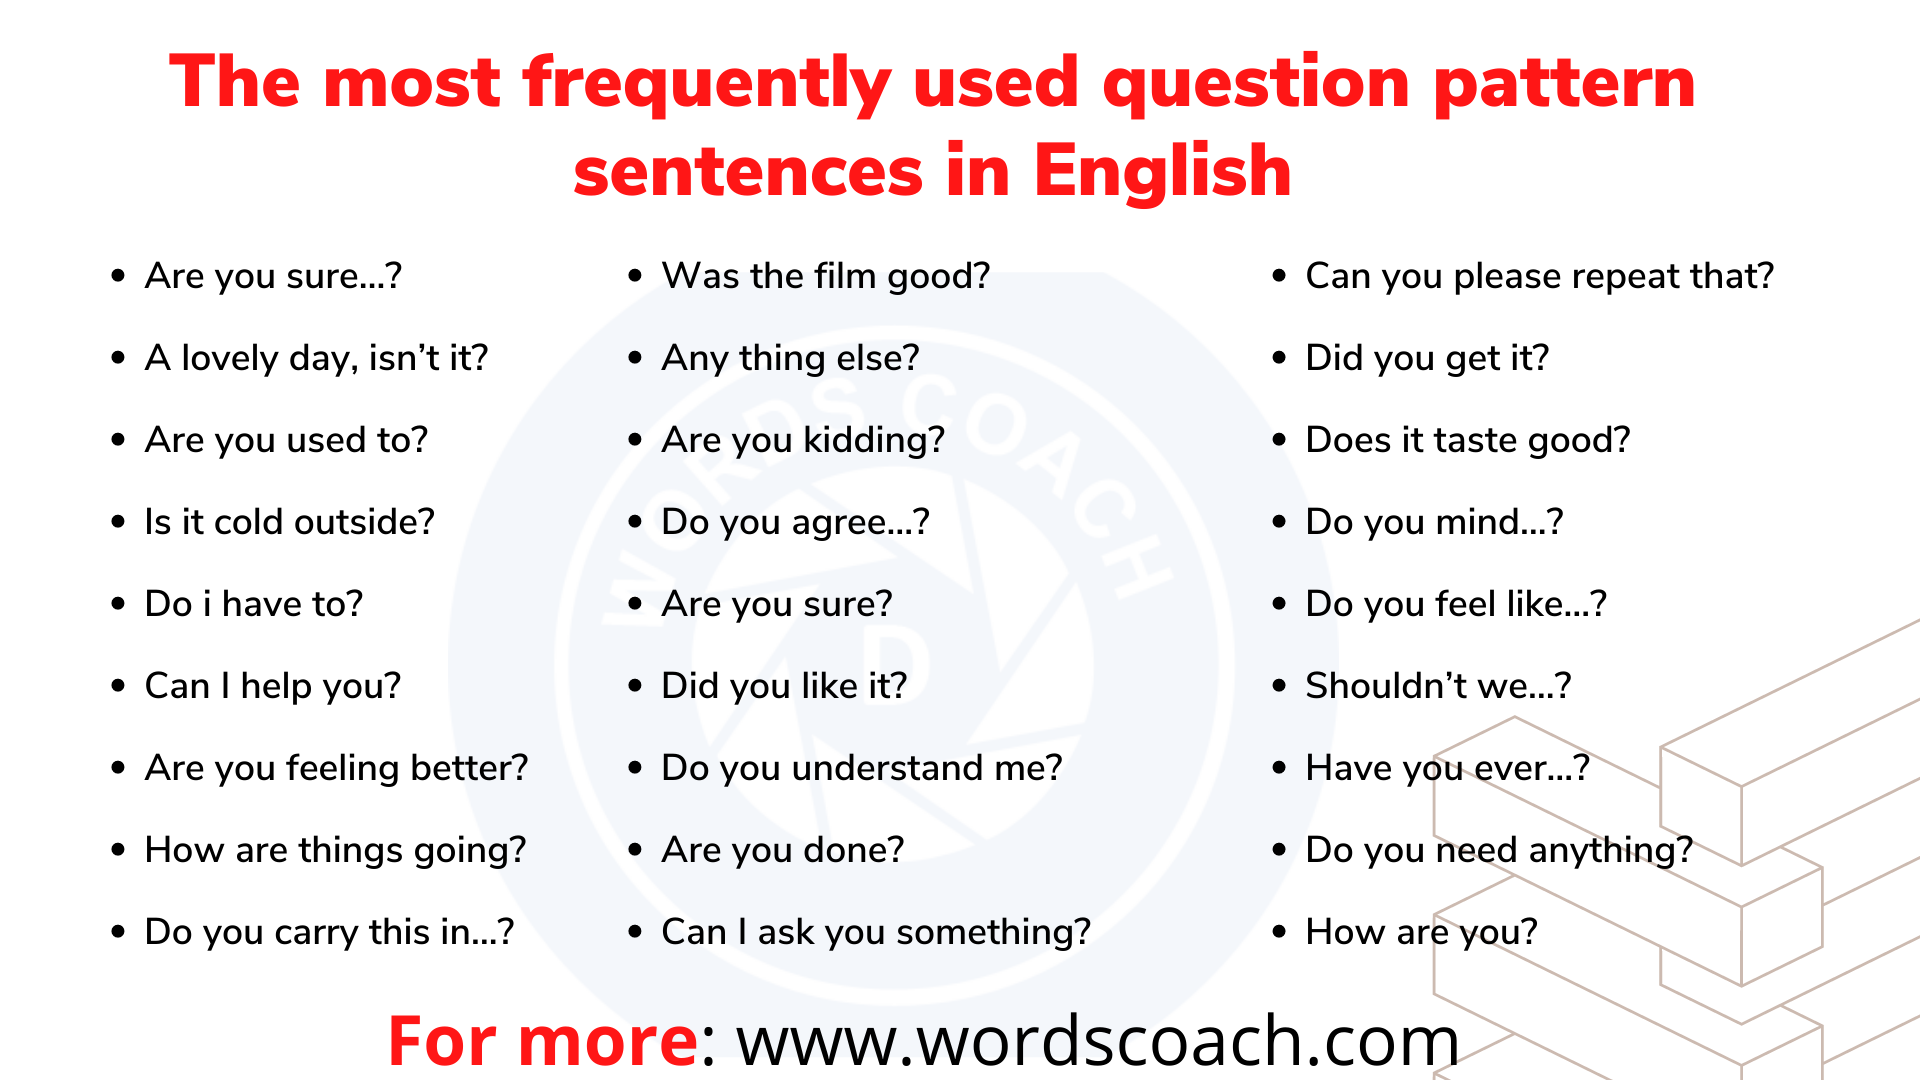 The most frequently used question pattern
sentences in English
• Are you sure...?
• A lovely day, isn’t it?
• Are you used to?
• Is it cold outside?
• Do i have to?
• Can I help you?
• Are you feeling better?
• How are things going?
• Do you carry this in...?
• Was the film good?
• Any thing else?
• Are you kidding?
• Do you agree...?
• Are you sure?
• Did you like it?
• Do you understand me?
• Are you done?
• Can I ask you something?
• Can you please repeat that?
• Did you get it?
• Does it taste good?
• Do you mind...?
• Do you feel like...?
• Shouldn’t we...?
• Have you ever...?
• Do you need anything?
• How are you?
WORDS COACH
D
For more: www.wordscoach.com